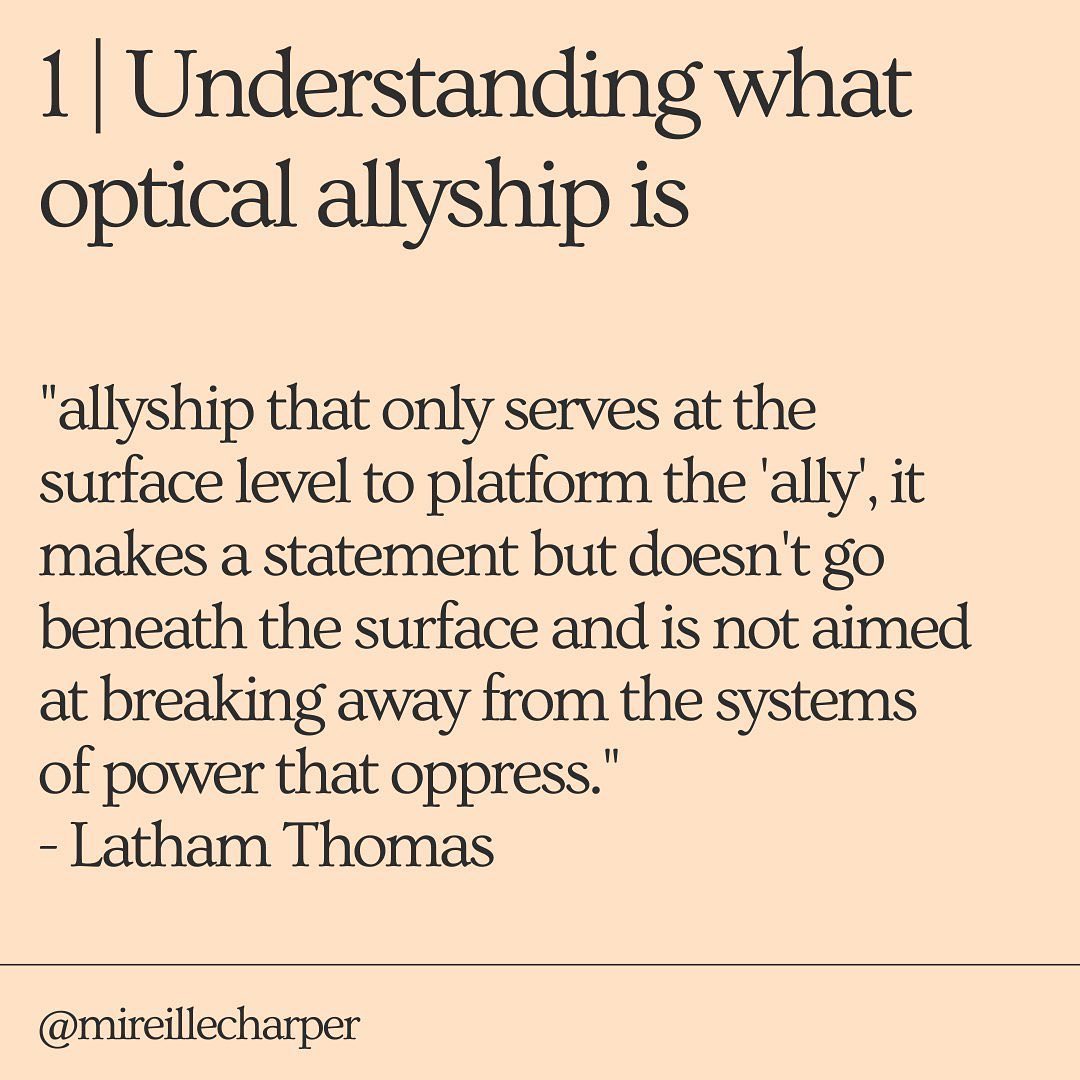 1 | Understanding what
optical allyship is
"allyship that only serves at the
surface level to platform the 'ally', it
makes a statement but doesn't go
beneath the surface and is not aimed
at breaking away from the systems
of power that oppress."
- Latham Thomas
@mireillecharper